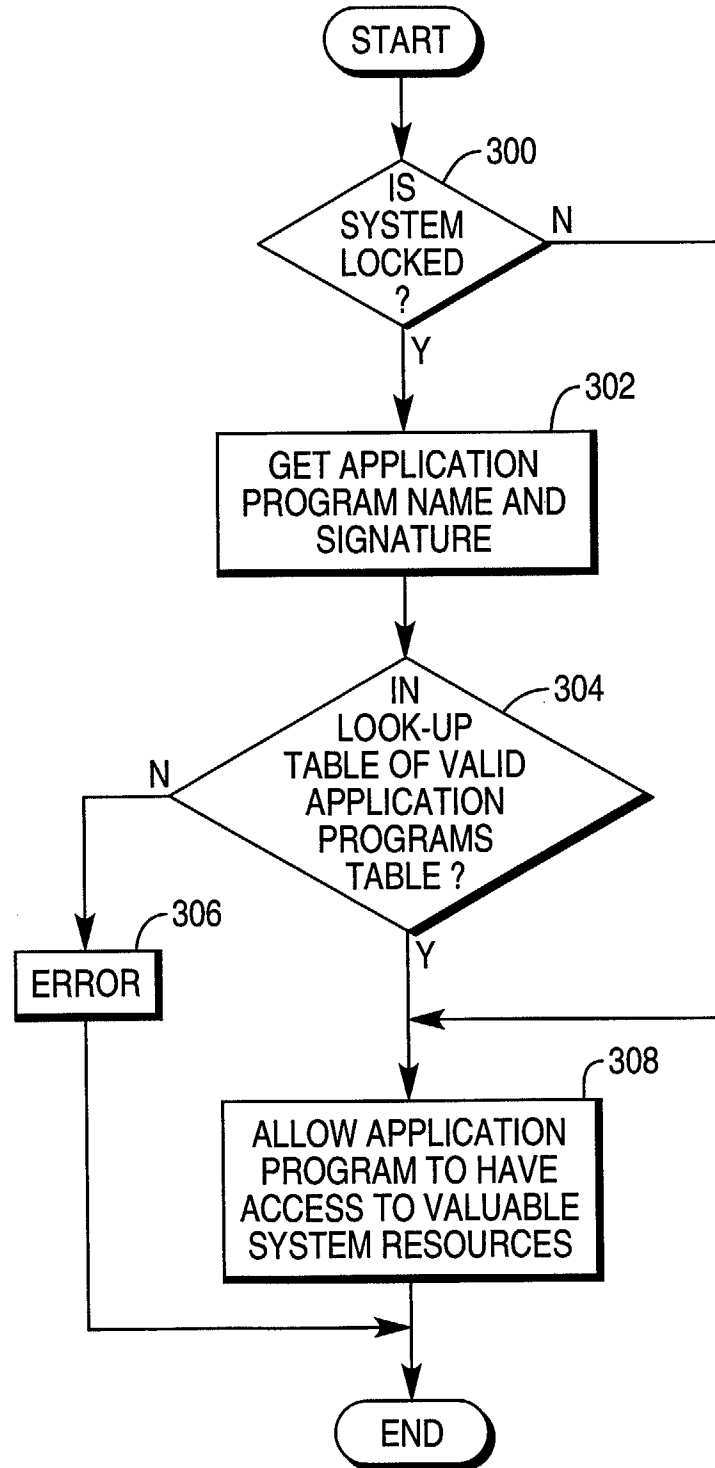 START
300
IS
SYSTEM
LOCKED
?
N
Y
302
GET APPLICATION
PROGRAM NAME AND
SIGNATURE
304
IN
LOOK-UP
TABLE OF VALID
APPLICATION
PROGRAMS
TABLE ?
N
Y
306
ERROR
308
ALLOW APPLICATION
PROGRAM TO HAVE
ACCESS TO VALUABLE
SYSTEM RESOURCES
END